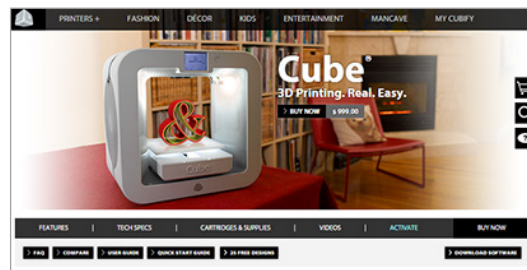 PRINTERS + FASHION DÉCOR KIDS ENTERTAINMENT MANCAVE MY CUBIFY
Cube®
3D Printing. Real. Easy.
> BUY NOW $ 999.00
&
Cube
FEATURES | TECH SPECS | CARTRIDGES & SUPPLIES | VIDEOS | ACTIVATE BUY NOW
> FAQ > COMPARE > USER GUIDE > QUICK START GUIDE > 25 FREE DESIGNS > DOWNLOAD SOFTWARE